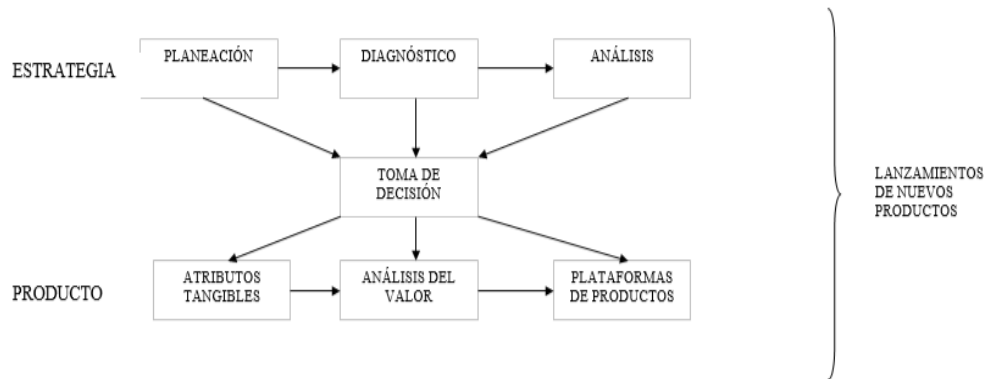 PLANEACIÓN
DIAGNÓSTICO
ANÁLISIS
ESTRATEGIA
TOMA DE
DECISIÓN
LANZAMIENTOS
DE NUEVOS
PRODUCTOS
ATRIBUTOS
TANGIBLES
ANÁLISIS DEL
VALOR
PLATAFORMAS
DE PRODUCTOS
PRODUCTO